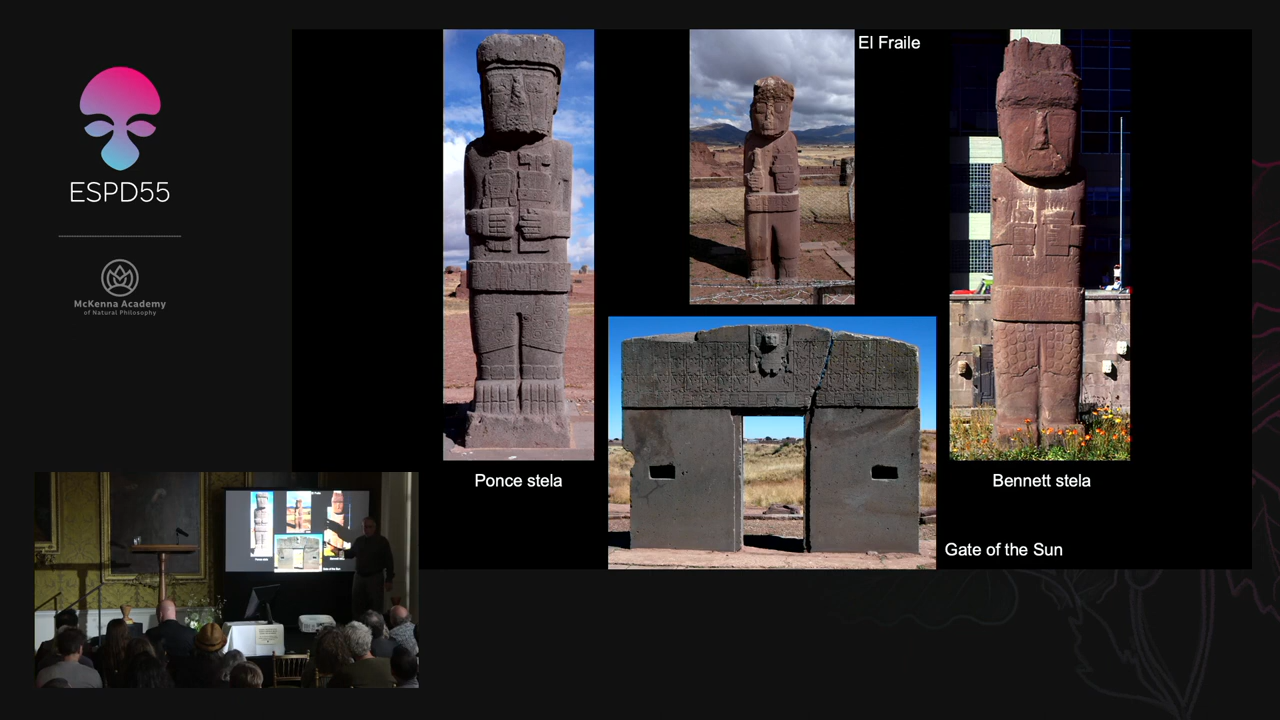 ESPD55
McKenna Academy
of Natural Philosophy
El Fraile
Ponce stela
Bennett stela
Gate of the Sun